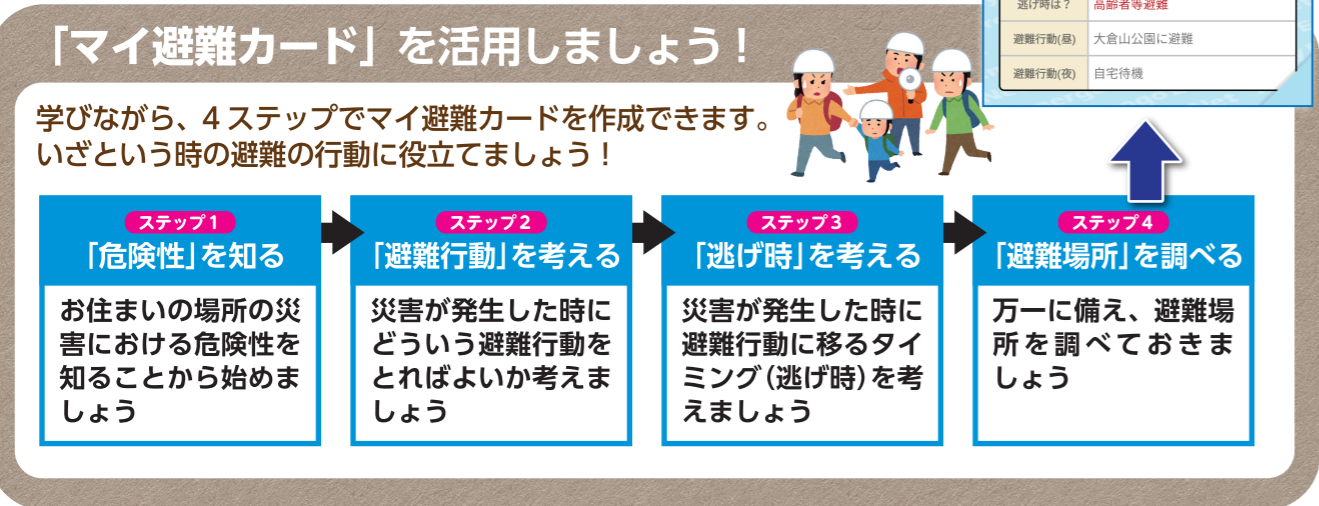 逃げ時は? 高齢者等避難
避難行動(昼) 大倉山公園に避難
避難行動(夜) 自宅待機
「マイ避難カード」を活用しましょう!
学びながら、4ステップでマイ避難カードを作成できます。
いざという時の避難の行動に役立てましょう!
ステップ1
「危険性」を知る
お住まいの場所の災
害における危険性を
知ることから始めま
しょう
ステップ2
「避難行動」を考える
災害が発生した時に
どういう避難行動を
とればよいか考えま
しょう
ステップ3
「逃げ時」を考える
災害が発生した時に
避難行動に移るタイ
ミング(逃げ時)を考
えましょう
ステップ4
「避難場所」を調べる
万一に備え、避難場
所を調べておきま
しょう